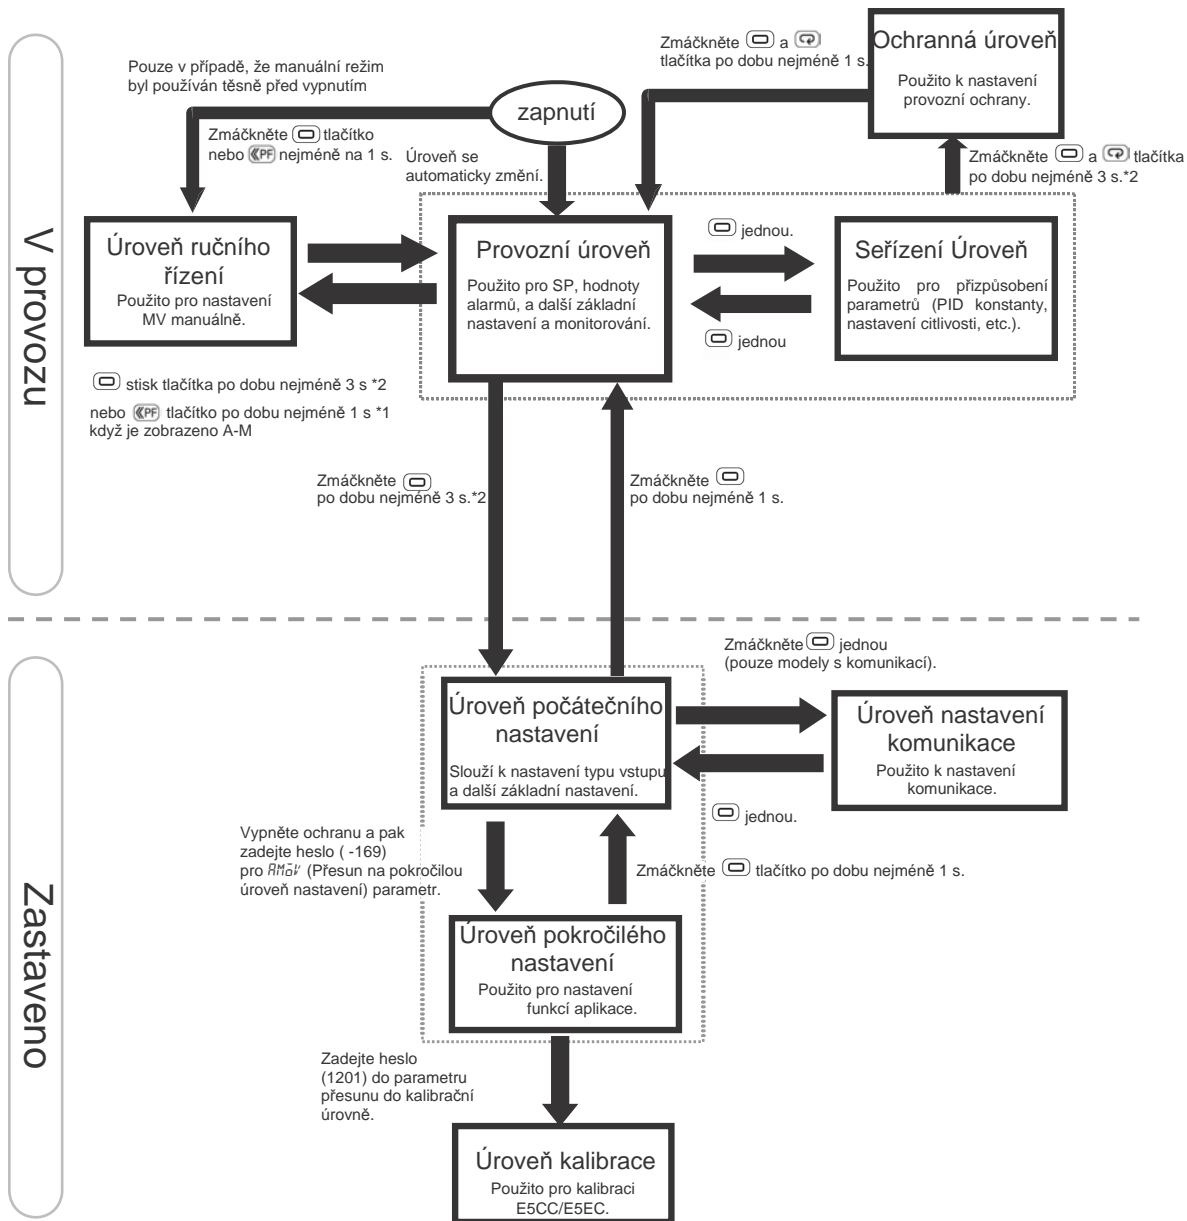 Zmáčkněte a
tlačítka po dobu nejméně 1 s.
Ochranná úroveň
Použito k nastavení
provozní ochrany.
Pouze v případě, že manuální režim
byl používán těsně před vypnutím
zapnutí
Zmáčkněte tlačítko
nebo PF nejméně na 1 s.
Úroveň se
automaticky změní.
Zmáčkněte a tlačítka
po dobu nejméně 3 s.*2
V provozu
Úroveň ručního
řízení
Použito pro nastavení
MV manuálně.
Provozní úroveň
Použito pro SP, hodnoty
alarmů, a další základní
nastavení a monitorování.
jednou.
jednou
Seřízení Úroveň
Použito pro přizpůsobení
parametrů (PID konstanty,
nastavení citlivosti, etc.).
stisk tlačítka po dobu nejméně 3 s *2
nebo PF tlačítko po dobu nejméně 1 s *1
když je zobrazeno A-M
Zmáčkněte
po dobu nejméně 3 s.*2
Zmáčkněte
po dobu nejméně 1 s.
Zastaveno
Zmáčkněte jednou
(pouze modely s komunikací).
Úroveň počátečního
nastavení
Slouží k nastavení typu vstupu
a další základní nastavení.
Úroveň nastavení
komunikace
Použito k nastavení
komunikace.
jednou.
Vypněte ochranu a pak
zadejte heslo ( -169)
pro AMoV (Přesun na pokročilou
úroveň nastavení) parametr.
Zmáčkněte tlačítko po dobu nejméně 1 s.
Úroveň pokročilého
nastavení
Použito pro nastavení
funkcí aplikace.
Zadejte heslo
(1201) do parametru
přesunu do kalibrační
úrovně.
Úroveň kalibrace
Použito pro kalibraci
E5CC/E5EC.